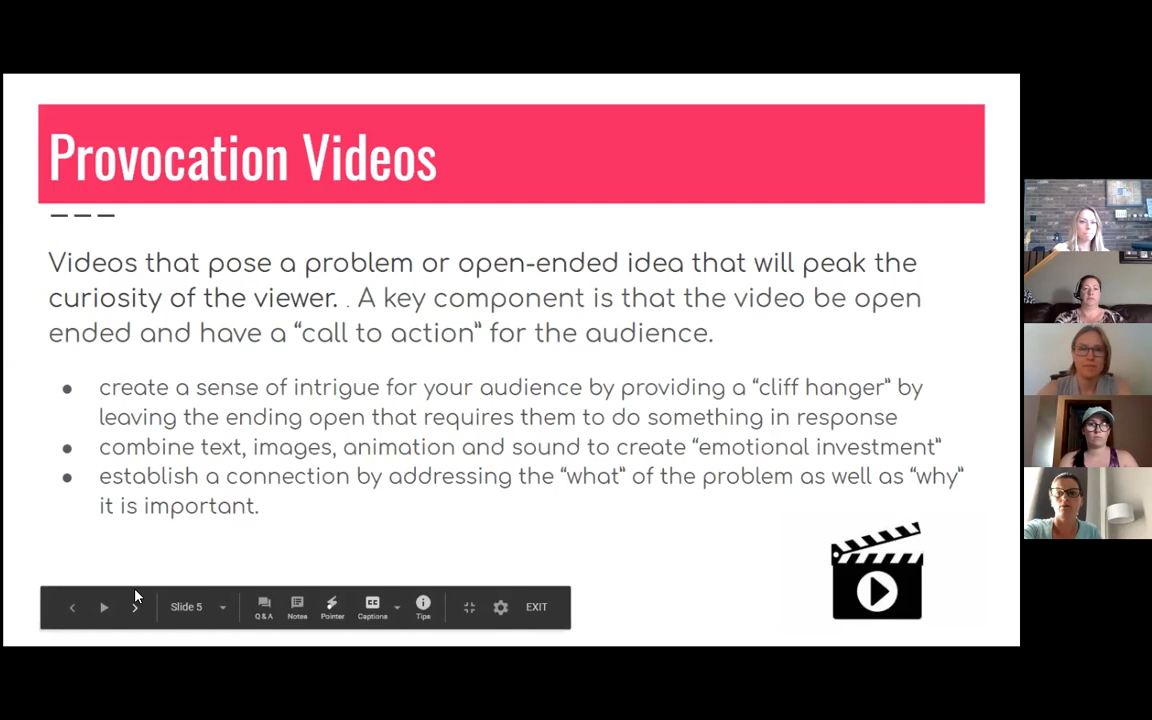 Provocation Videos
Videos that pose a problem or open-ended idea that will peak the
curiosity of the viewer. . A key component is that the video be open
ended and have a “call to action” for the audience.
● create a sense of intrigue for your audience by providing a “cliff hanger” by
leaving the ending open that requires them to do something in response
● combine text, images, animation and sound to create “emotional investment”
● establish a connection by addressing the “what” of the problem as well as “why”
it is important.
Slide 5
Q & A
Notes
Pointer
CC
Captions
Tips
EXIT